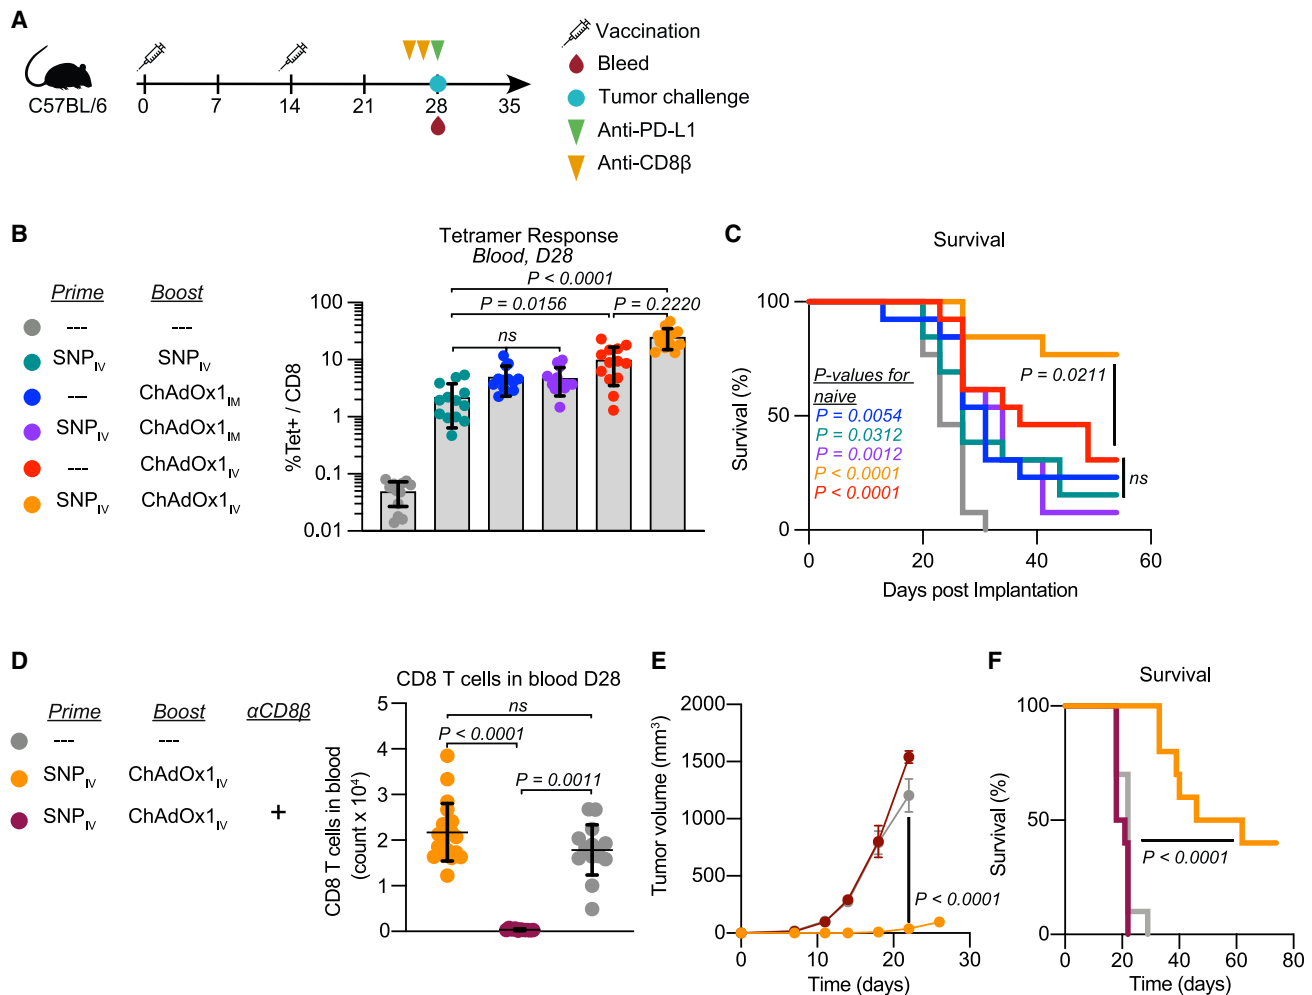 A
C57BL/6
0 7 14 21 28 35
Vaccination
Bleed
Tumor challenge
Anti-PD-L1
Anti-CD8β
B
Prime Boost
--- ---
SNPIV SNPIV
--- ChAdOx1IM
SNPIV ChAdOx1IM
--- ChAdOx1IV
SNPIV ChAdOx1IV
Tetramer Response
Blood, D28
P < 0.0001
P = 0.0156 P = 0.2220
ns
%Tet+ / CD8
100
10
1
0.1
0.01
C
Survival
Survival (%)
100
50
0
P-values for
naive
P = 0.0054
P = 0.0312
P = 0.0012
P < 0.0001
P < 0.0001
P = 0.0211
ns
0 20 40 60
Days post Implantation
D
Prime Boost αCD8β
--- ---
SNPIV ChAdOx1IV
SNPIV ChAdOx1IV +
CD8 T cells in blood D28
ns
P < 0.0001
P = 0.0011
CD8 T cells in blood
(count x 10⁴)
5
4
3
2
1
0
E
Tumor volume (mm³)
2000
1500
1000
500
0
P < 0.0001
0 10 20 30
Time (days)
F
Survival
Survival (%)
100
50
0
P < 0.0001
0 20 40 60 80
Time (days)